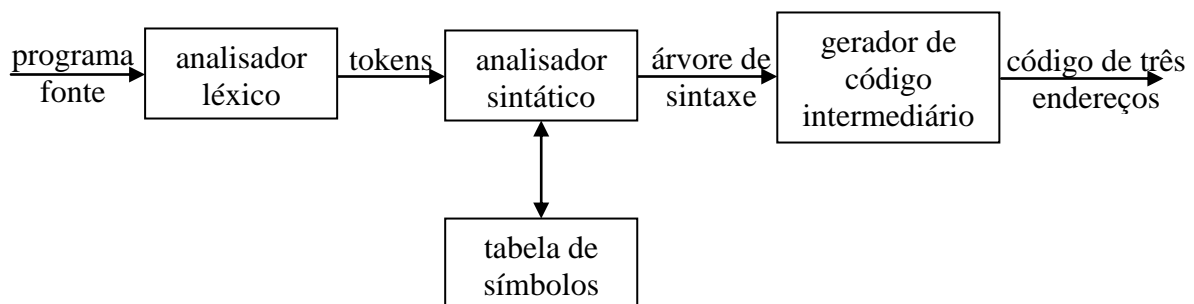 programa
fonte
analisador
léxico
tokens
analisador
sintático
árvore de
sintaxe
gerador de
código
intermediário
código de três
endereços
tabela de
símbolos